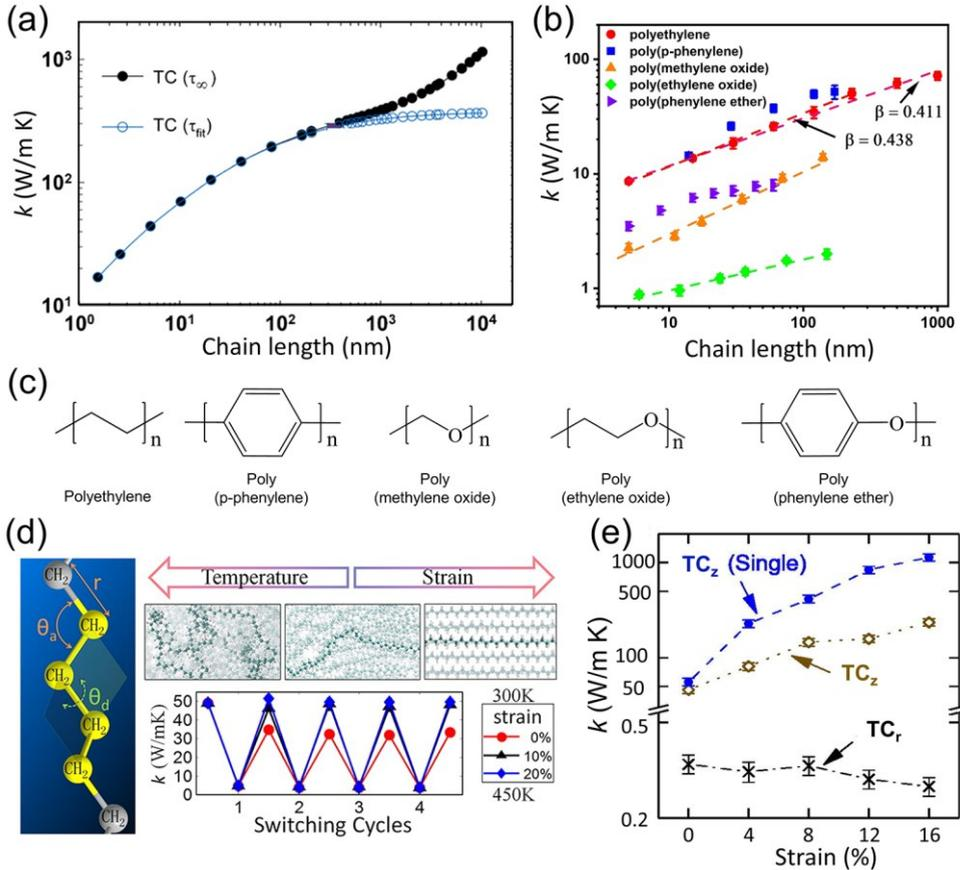 (a)
10³
10²
10¹
k (W/m K)
TC (τ∞)
TC (τfit)
10⁰
10¹
10²
10³
10⁴
Chain length (nm)
(b)
100
10
1
k (W/m K)
polyethylene
poly(p-phenylene)
poly(methylene oxide)
poly(ethylene oxide)
poly(phenylene ether)
β = 0.411
β = 0.438
10
100
1000
Chain length (nm)
(c)
n
n
O
n
O
n
O
n
Polyethylene
Poly
(p-phenylene)
Poly
(methylene oxide)
Poly
(ethylene oxide)
Poly
(phenylene ether)
(d)
CH₂
r
θa
CH₂
CH₂
θd
CH₂
CH₂
CH₂
Temperature
Strain
50
40
30
20
10
0
k (W/mK)
1
2
3
4
Switching Cycles
300K
strain
0%
10%
20%
450K
(e)
1000
500
100
50
0.5
0.2
k (W/m K)
TCz (Single)
TCz
TCr
0
4
8
12
16
Strain (%)